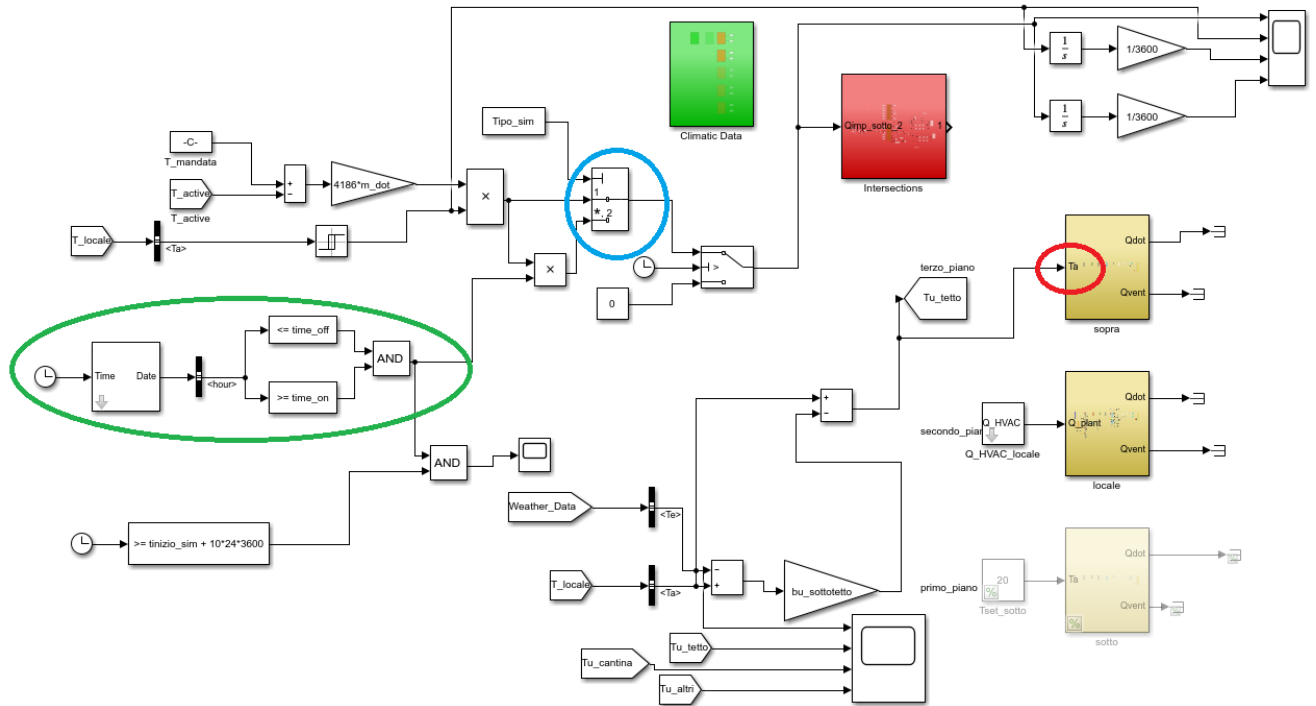 1
s
1/3600
1
s
1/3600
Climatic Data
Qimp_sotto_2
1
Intersections
Tipo_sim
-C-
T_mandata
+
−
4186*m_dot
×
1
*, 2
T_active
T_active
T_locale
<Ta>
×
>
0
terzo_piano
Tu_tetto
Ta
Qdot
Qvent
sopra
Time
Date
<hour>
<= time_off
>= time_on
AND
AND
+
−
secondo_pian
Q_HVAC
Q_HVAC_locale
Q_plant
Qdot
Qvent
locale
Weather_Data
<Te>
>= tinizio_sim + 10*24*3600
T_locale
<Ta>
−
+
bu_sottotetto
primo_piano
20
Tset_sotto
Ta
Qdot
Qvent
sotto
Tu_tetto
Tu_cantina
Tu_altri